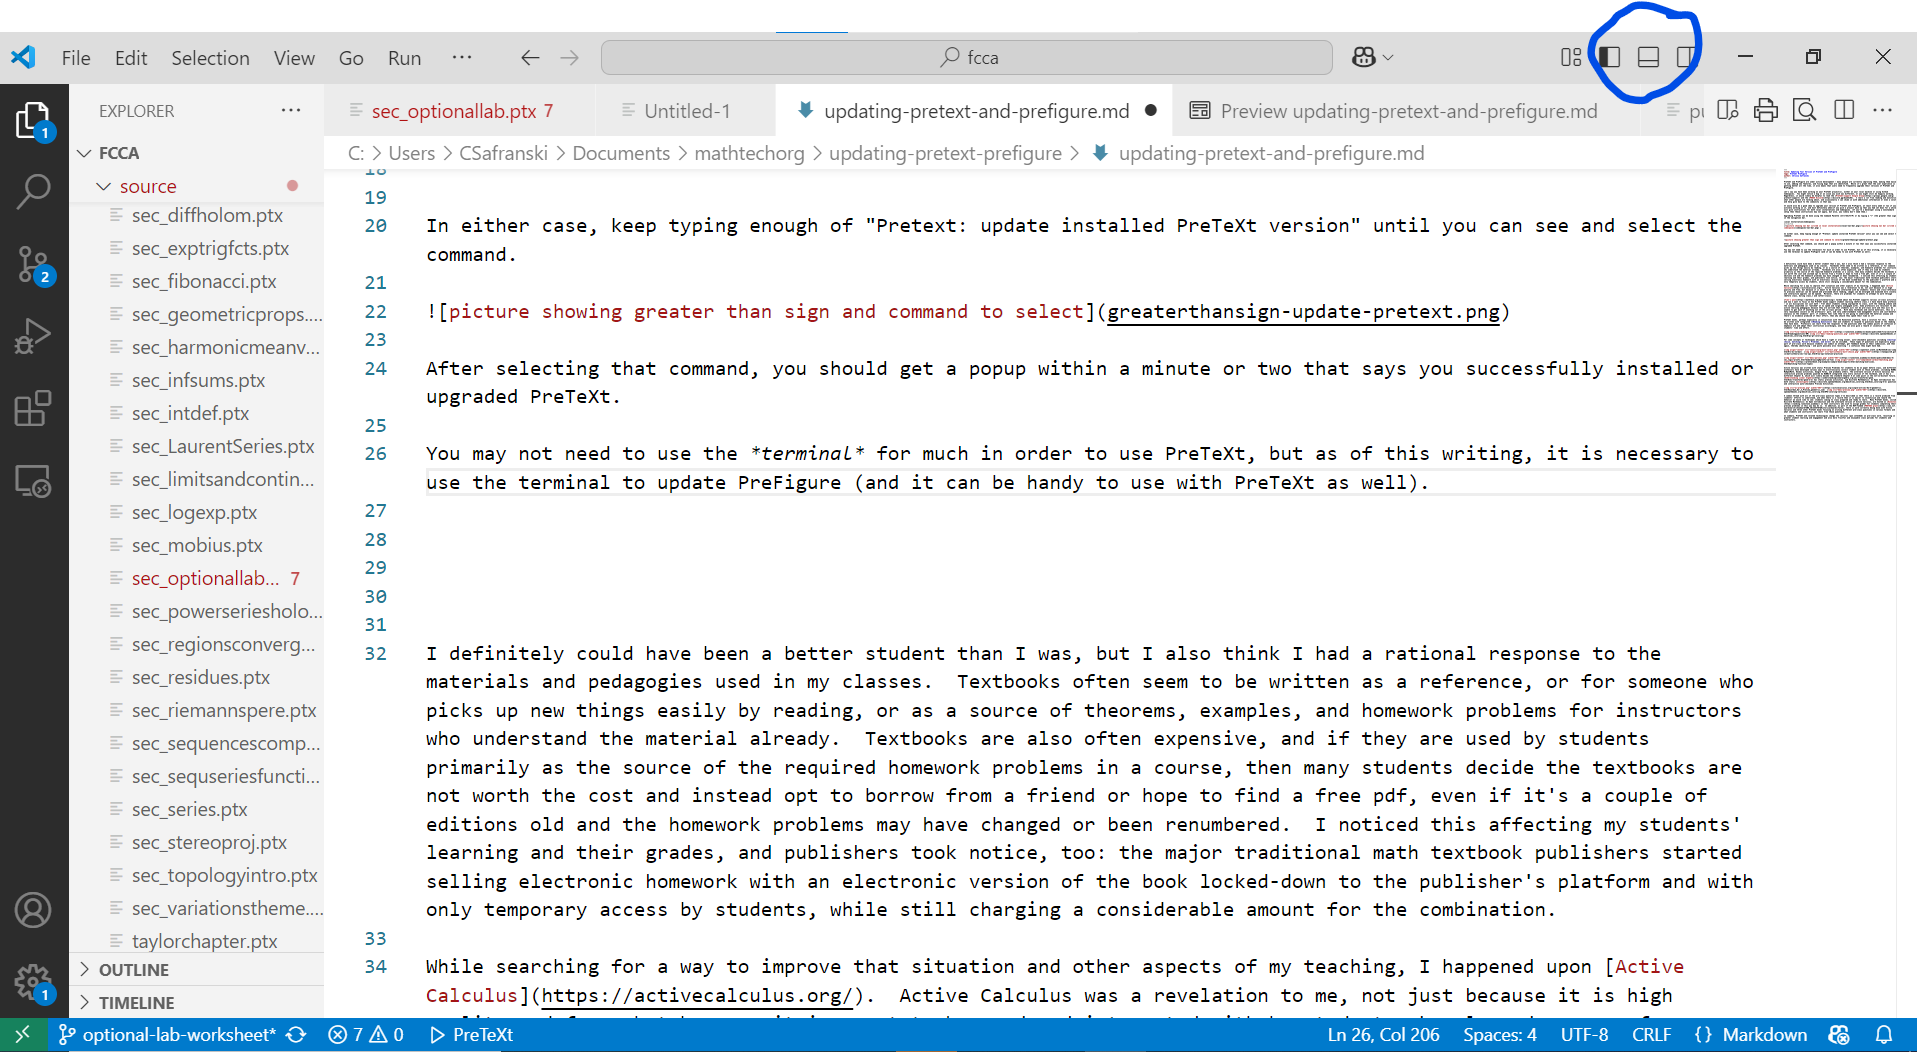 File Edit Selection View Go Run ··· fcca
EXPLORER ···
sec_optionallab.ptx 7 Untitled-1 updating-pretext-and-prefigure.md Preview updating-pretext-and-prefigure.md ···
C: > Users > CSafranski > Documents > mathtechorg > updating-pretext-prefigure > updating-pretext-and-prefigure.md
1
2
1
FCCA
source
sec_diffholom.ptx
sec_exptrigfcts.ptx
sec_fibonacci.ptx
sec_geometricprops....
sec_harmonicmeanv...
sec_infsums.ptx
sec_intdef.ptx
sec_LaurentSeries.ptx
sec_limitsandcontin...
sec_logexp.ptx
sec_mobius.ptx
sec_optionallab... 7
sec_powerseriesholo...
sec_regionsconverg...
sec_residues.ptx
sec_riemannspere.ptx
sec_sequencescomp...
sec_sequseriesfuncti...
sec_series.ptx
sec_stereoproj.ptx
sec_topologyintro.ptx
sec_variationstheme....
taylorchapter.ptx
OUTLINE
TIMELINE
18
19
20 In either case, keep typing enough of "Pretext: update installed PreTeXt version" until you can see and select the
command.
21
22 ![picture showing greater than sign and command to select](greaterthansign-update-pretext.png)
23
24 After selecting that command, you should get a popup within a minute or two that says you successfully installed or
upgraded PreTeXt.
25
26 You may not need to use the *terminal* for much in order to use PreTeXt, but as of this writing, it is necessary to
use the terminal to update PreFigure (and it can be handy to use with PreTeXt as well).
27
28
29
30
31
32 I definitely could have been a better student than I was, but I also think I had a rational response to the
materials and pedagogies used in my classes.  Textbooks often seem to be written as a reference, or for someone who
picks up new things easily by reading, or as a source of theorems, examples, and homework problems for instructors
who understand the material already.  Textbooks are also often expensive, and if they are used by students
primarily as the source of the required homework problems in a course, then many students decide the textbooks are
not worth the cost and instead opt to borrow from a friend or hope to find a free pdf, even if it's a couple of
editions old and the homework problems may have changed or been renumbered.  I noticed this affecting my students'
learning and their grades, and publishers took notice, too: the major traditional math textbook publishers started
selling electronic homework with an electronic version of the book locked-down to the publisher's platform and with
only temporary access by students, while still charging a considerable amount for the combination.
33
34 While searching for a way to improve that situation and other aspects of my teaching, I happened upon [Active
Calculus](https://activecalculus.org/).  Active Calculus was a revelation to me, not just because it is high
optional-lab-worksheet* 7 0 PreTeXt Ln 26, Col 206 Spaces: 4 UTF-8 CRLF {} Markdown